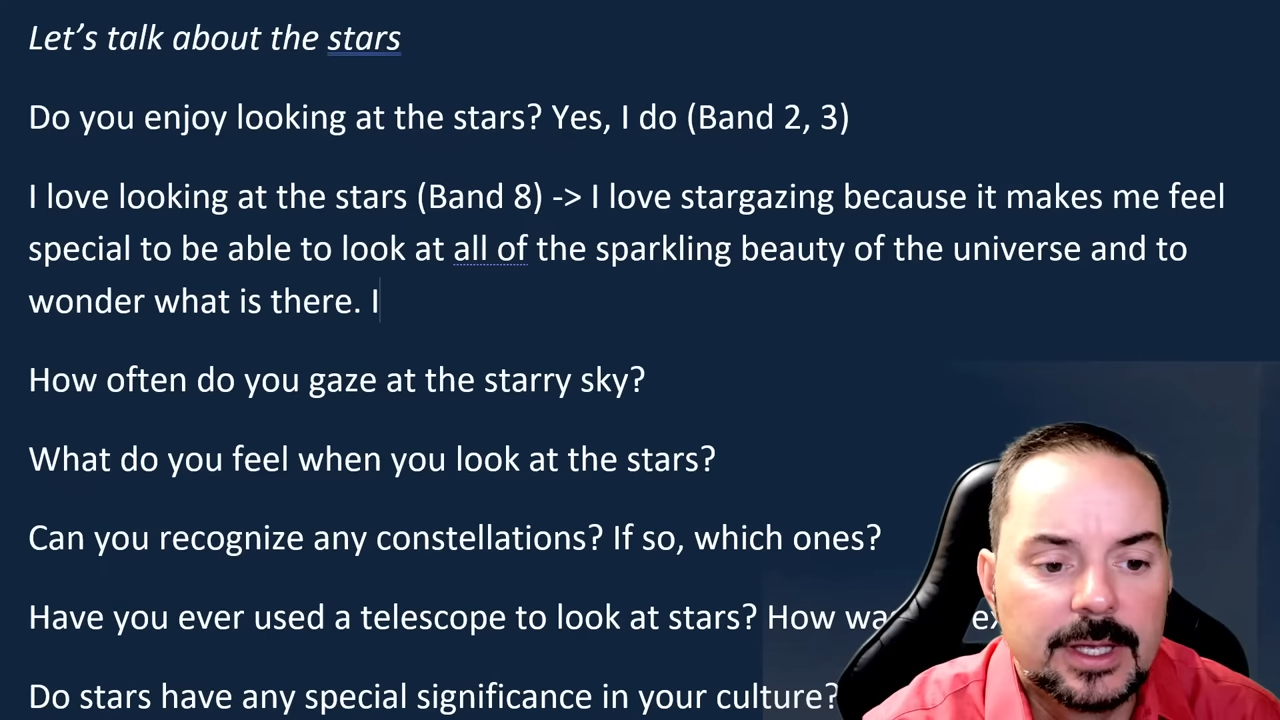 Let's talk about the stars
Do you enjoy looking at the stars? Yes, I do (Band 2, 3)
I love looking at the stars (Band 8) -> I love stargazing because it makes me feel
special to be able to look at all of the sparkling beauty of the universe and to
wonder what is there. I
How often do you gaze at the starry sky?
What do you feel when you look at the stars?
Can you recognize any constellations? If so, which ones?
Have you ever used a telescope to look at stars? How
Do stars have any special significance in your culture?